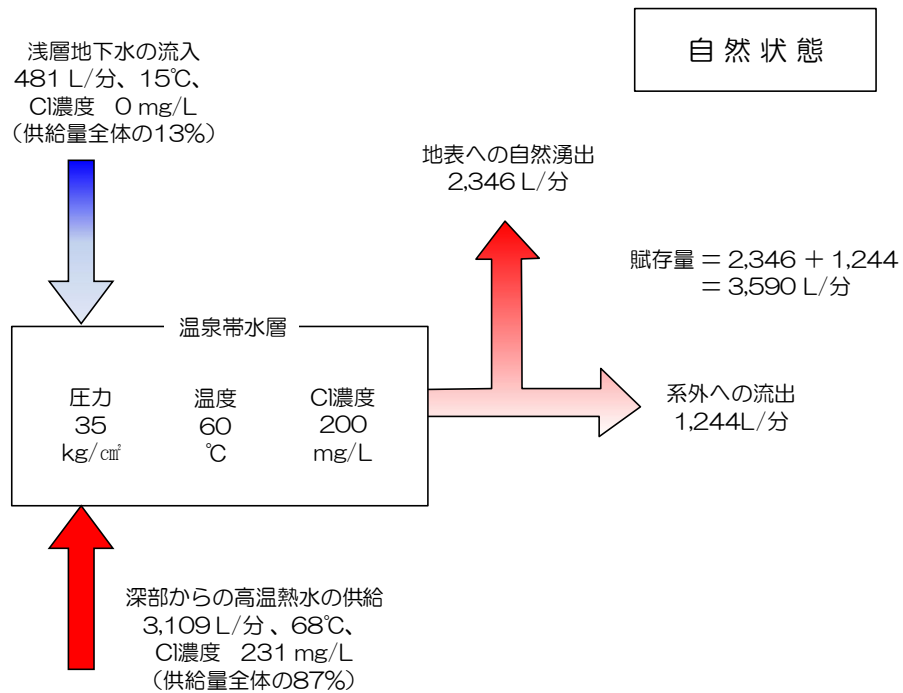 自然状態
浅層地下水の流入
481 L/分、15℃、
Cl濃度 0 mg/L
（供給量全体の13%）
地表への自然湧出
2,346 L/分
賦存量 ＝ 2,346 ＋ 1,244
＝ 3,590 L/分
温泉帯水層
圧力 温度 Cl濃度
35 60 200
kg/㎠ ℃ mg/L
系外への流出
1,244L/分
深部からの高温熱水の供給
3,109 L/分 、68℃、
Cl濃度 231 mg/L
（供給量全体の87%）